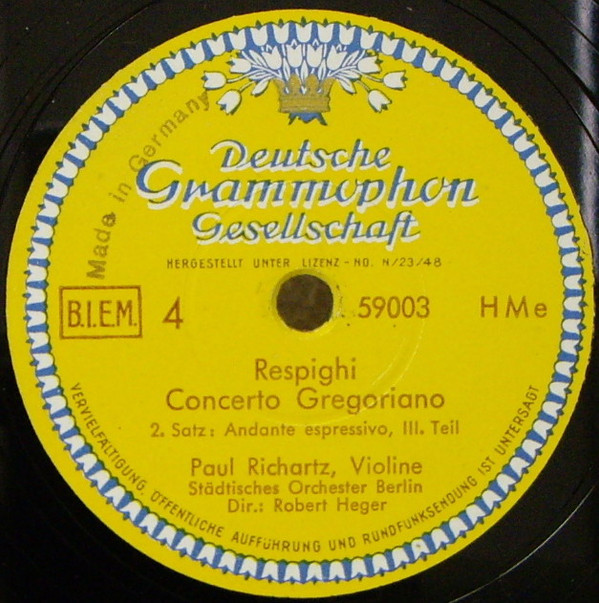 Made in Germany
Deutsche
Grammophon
Gesellschaft
HERGESTELLT UNTER LIZENZ-NO. N/23/48
B.I.E.M. 4 59003 HMe
Respighi
Concerto Gregoriano
2. Satz: Andante espressivo, III. Teil
Paul Richartz, Violine
Städtisches Orchester Berlin
Dir.: Robert Heger
VERVIELFÄLTIGUNG, ÖFFENTLICHE AUFFÜHRUNG UND RUNDFUNKSENDUNG IST UNTERSAGT